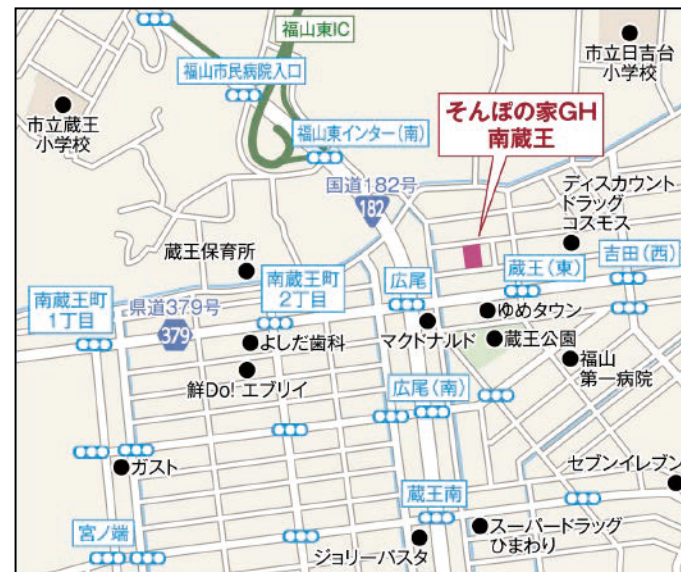 福山東IC
市立日吉台
小学校
福山市民病院入口
市立蔵王
小学校
福山東インター(南)
そんぽの家GH
南蔵王
国道182号
182
ディスカウント
ドラッグ
コスモス
蔵王保育所
吉田(西)
蔵王(東)
南蔵王町
1丁目
県道379号
379
南蔵王町
2丁目
広尾
ゆめタウン
マクドナルド
蔵王公園
よしだ歯科
福山
第一病院
鮮Do! エブリイ
広尾(南)
ガスト
セブンイレブン
蔵王南
宮ノ端
スーパードラッグ
ひまわり
ジョリーパスタ